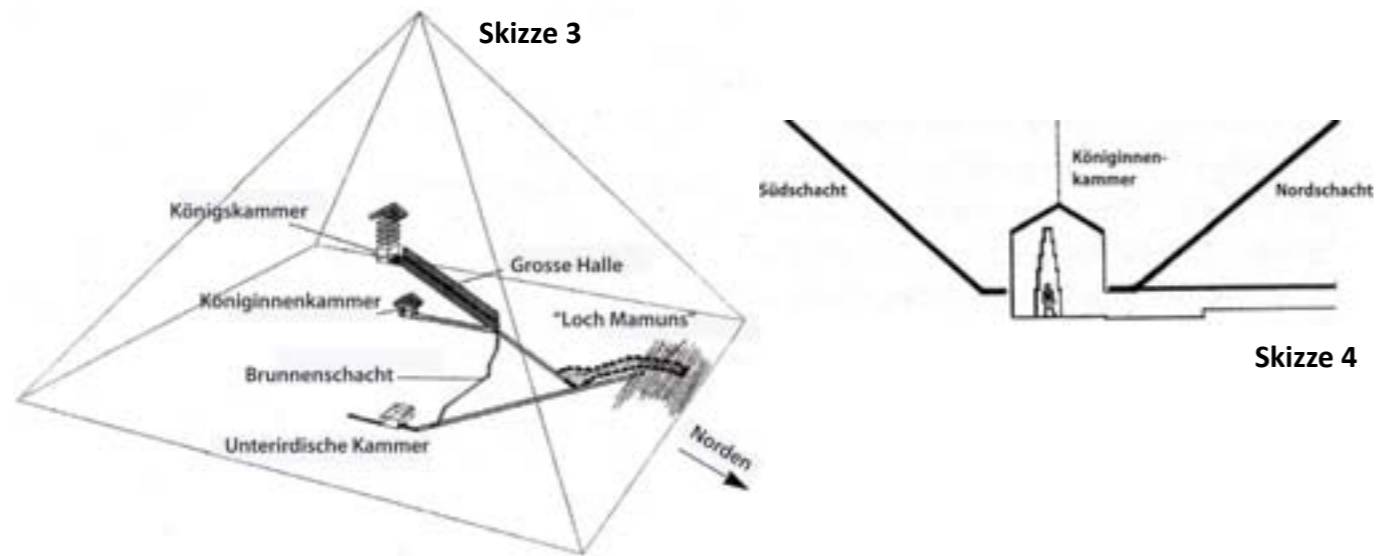 Skizze 3
Königskammer
Grosse Halle
Königinnenkammer
"Loch Mamuns"
Brunnenschacht
Unterirdische Kammer
Norden
Südschacht
Königinnen-
kammer
Nordschacht
Skizze 4